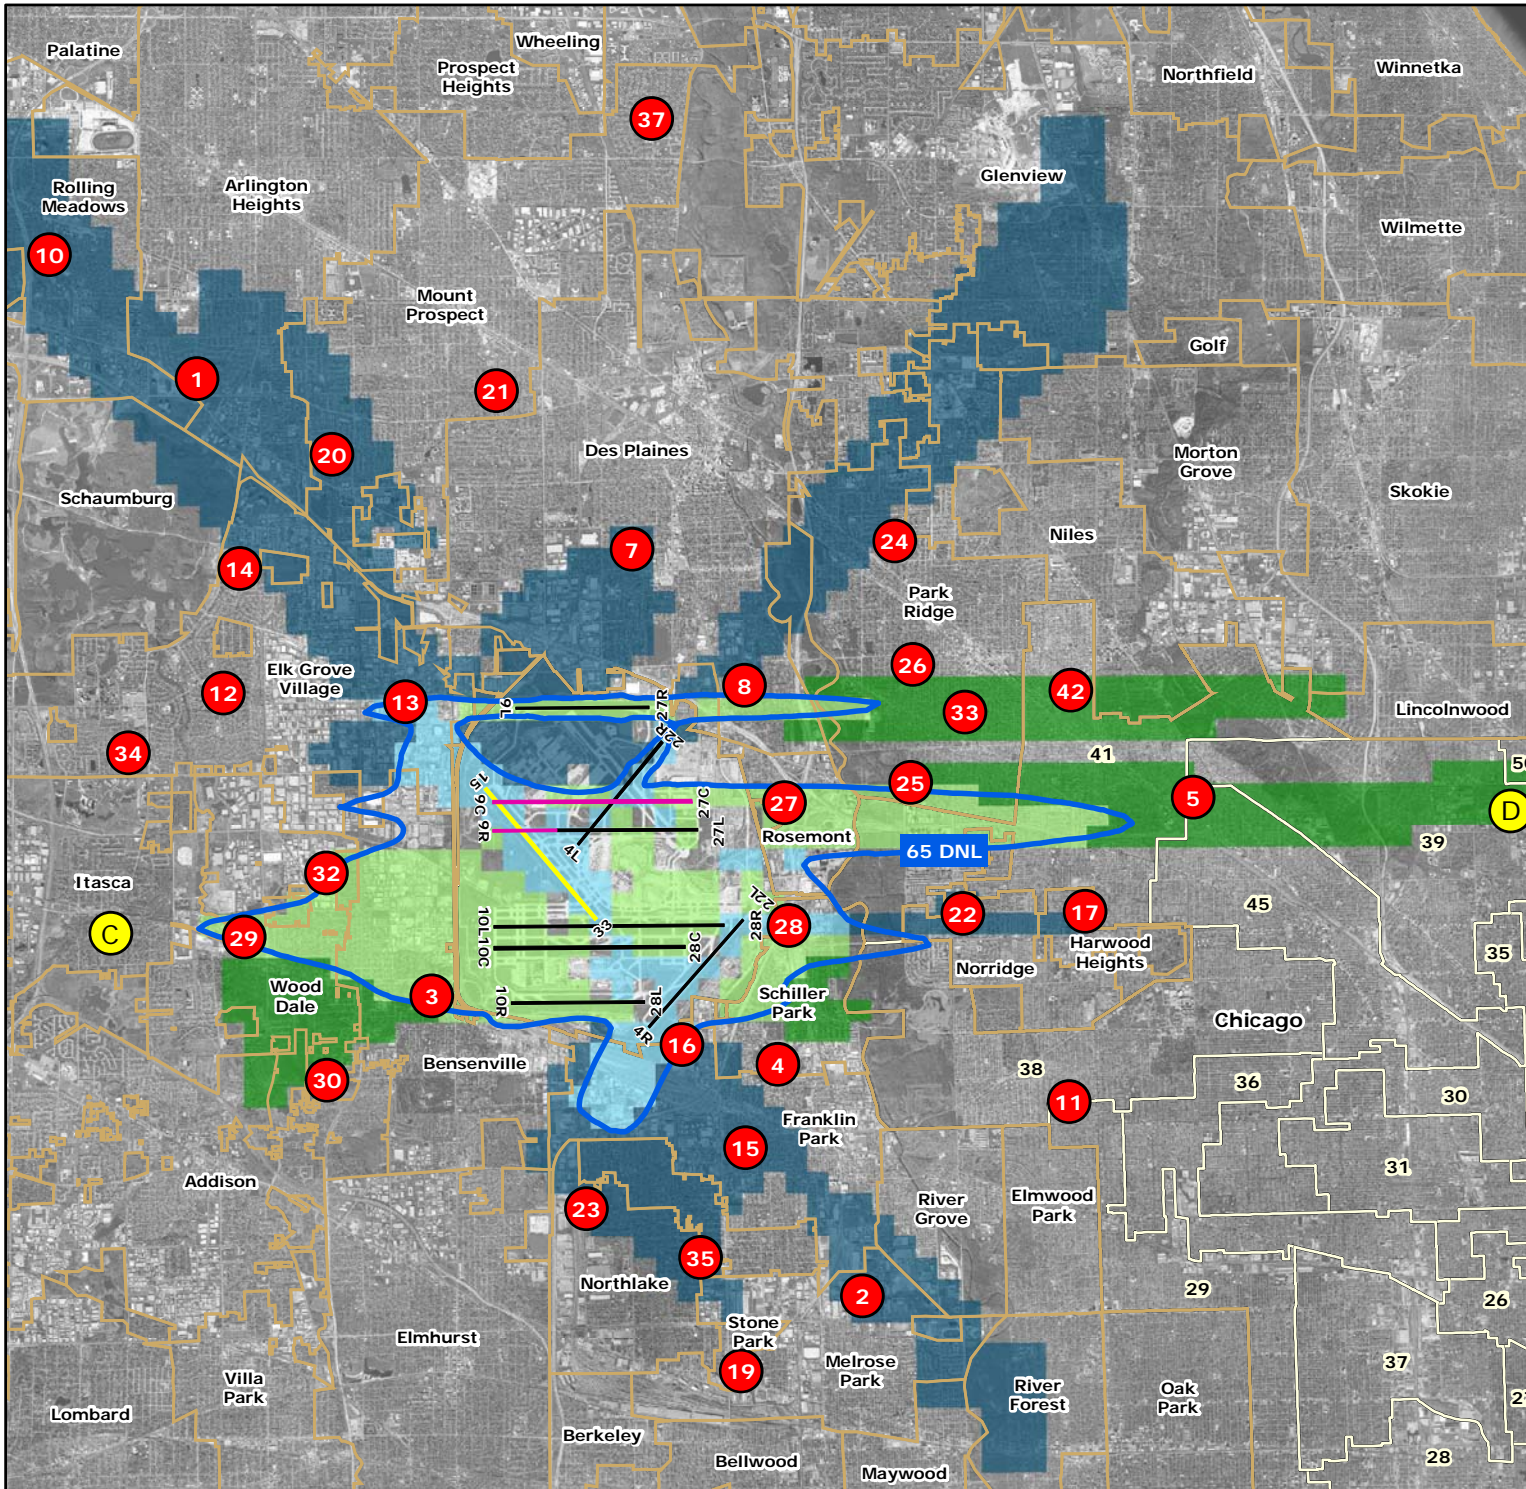 Palatine
Wheeling
Prospect
Heights
Northfield
Winnetka
37
Rolling
Meadows
Arlington
Heights
Glenview
Wilmette
10
Mount
Prospect
Golf
1
21
20
Des Plaines
Morton
Grove
Schaumburg
Skokie
14
7
24
Niles
Park
Ridge
12
Elk Grove
Village
13
8
26
42
33
Lincolnwood
9L
27R
22R
34
41
15
9C
9R
27C
27L
4L
27
25
5
D
Rosemont
65 DNL
39
32
Itasca
C
29
10L
10C
33
22L
28R
28C
28
22
17
45
35
Harwood
Heights
Norridge
Wood
Dale
3
10R
28L
4R
Schiller
Park
Chicago
16
4
Bensenville
30
38
36
30
11
Franklin
Park
15
31
Addison
23
River
Grove
Elmwood
Park
35
Northlake
2
29
26
Stone
Park
Elmhurst
19
Melrose
Park
37
Villa
Park
River
Forest
Oak
Park
Lombard
Berkeley
Bellwood
Maywood
28